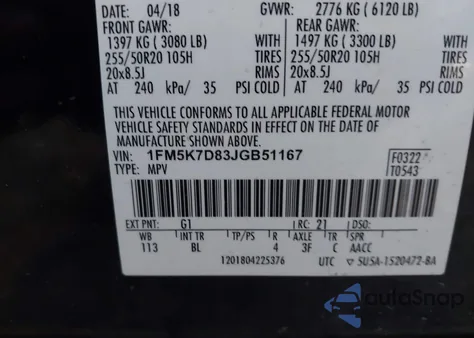 DATE: 04/18 GVWR: 2776 KG ( 6120 LB)
FRONT GAWR: REAR GAWR:
1397 KG ( 3080 LB) WITH 1497 KG ( 3300 LB) WITH
255/50R20 105H TIRES 255/50R20 105H TIRES
20x8.5J RIMS 20x8.5J RIMS
AT 240 kPa/ 35 PSI COLD AT 240 kPa/ 35 PSI COLD
THIS VEHICLE CONFORMS TO ALL APPLICABLE FEDERAL MOTOR
VEHICLE SAFETY STANDARDS IN EFFECT ON THE DATE OF
MANUFACTURE SHOWN ABOVE.
VIN: 1FM5K7D83JGB51167 F0322
TYPE: MPV T0543
EXT PNT: G1 RC: 21 DSO:
WB INT TR TP/PS R AXLE TR SPR
113 BL 4 3F C AACC
1201804225376 UTC 5U5A-1520472-BA
AutoSnap